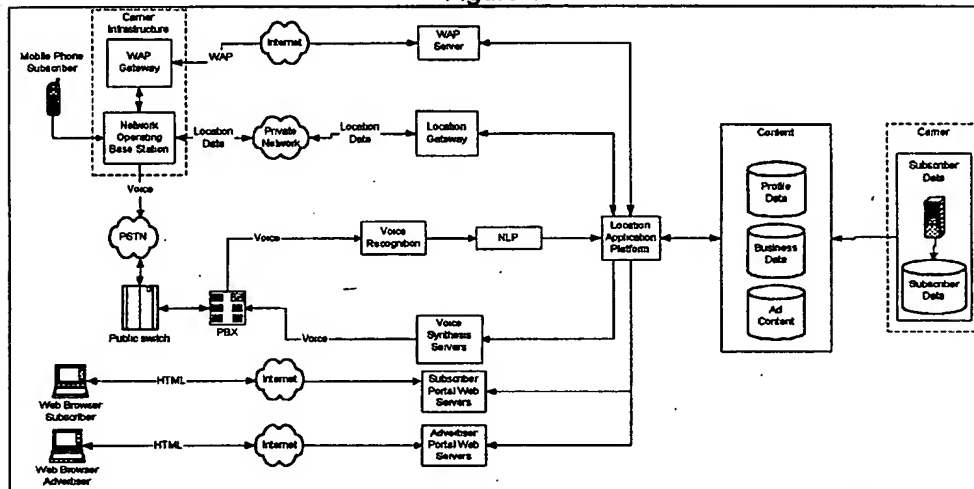 Figure
Carrier
Infrastructure
WAP
Gateway
Mobile Phone
Subscriber
Network
Operating
Base Station
WAP
Internet
WAP
Server
Location
Data
Private
Network
Location
Data
Location
Gateway
Voice
PSTN
Public switch
PBX
Voice
Voice
Recognition
NLP
Location
Application
Platform
Voice
Voice
Synthesis
Servers
Content
Profile
Data
Business
Data
Ad
Content
Carrier
Subscriber
Data
Subscriber
Data
Web Browser
Subscriber
HTML
Internet
Subscriber
Portal Web
Servers
Web Browser
Advertiser
HTML
Internet
Advertiser
Portal Web
Servers